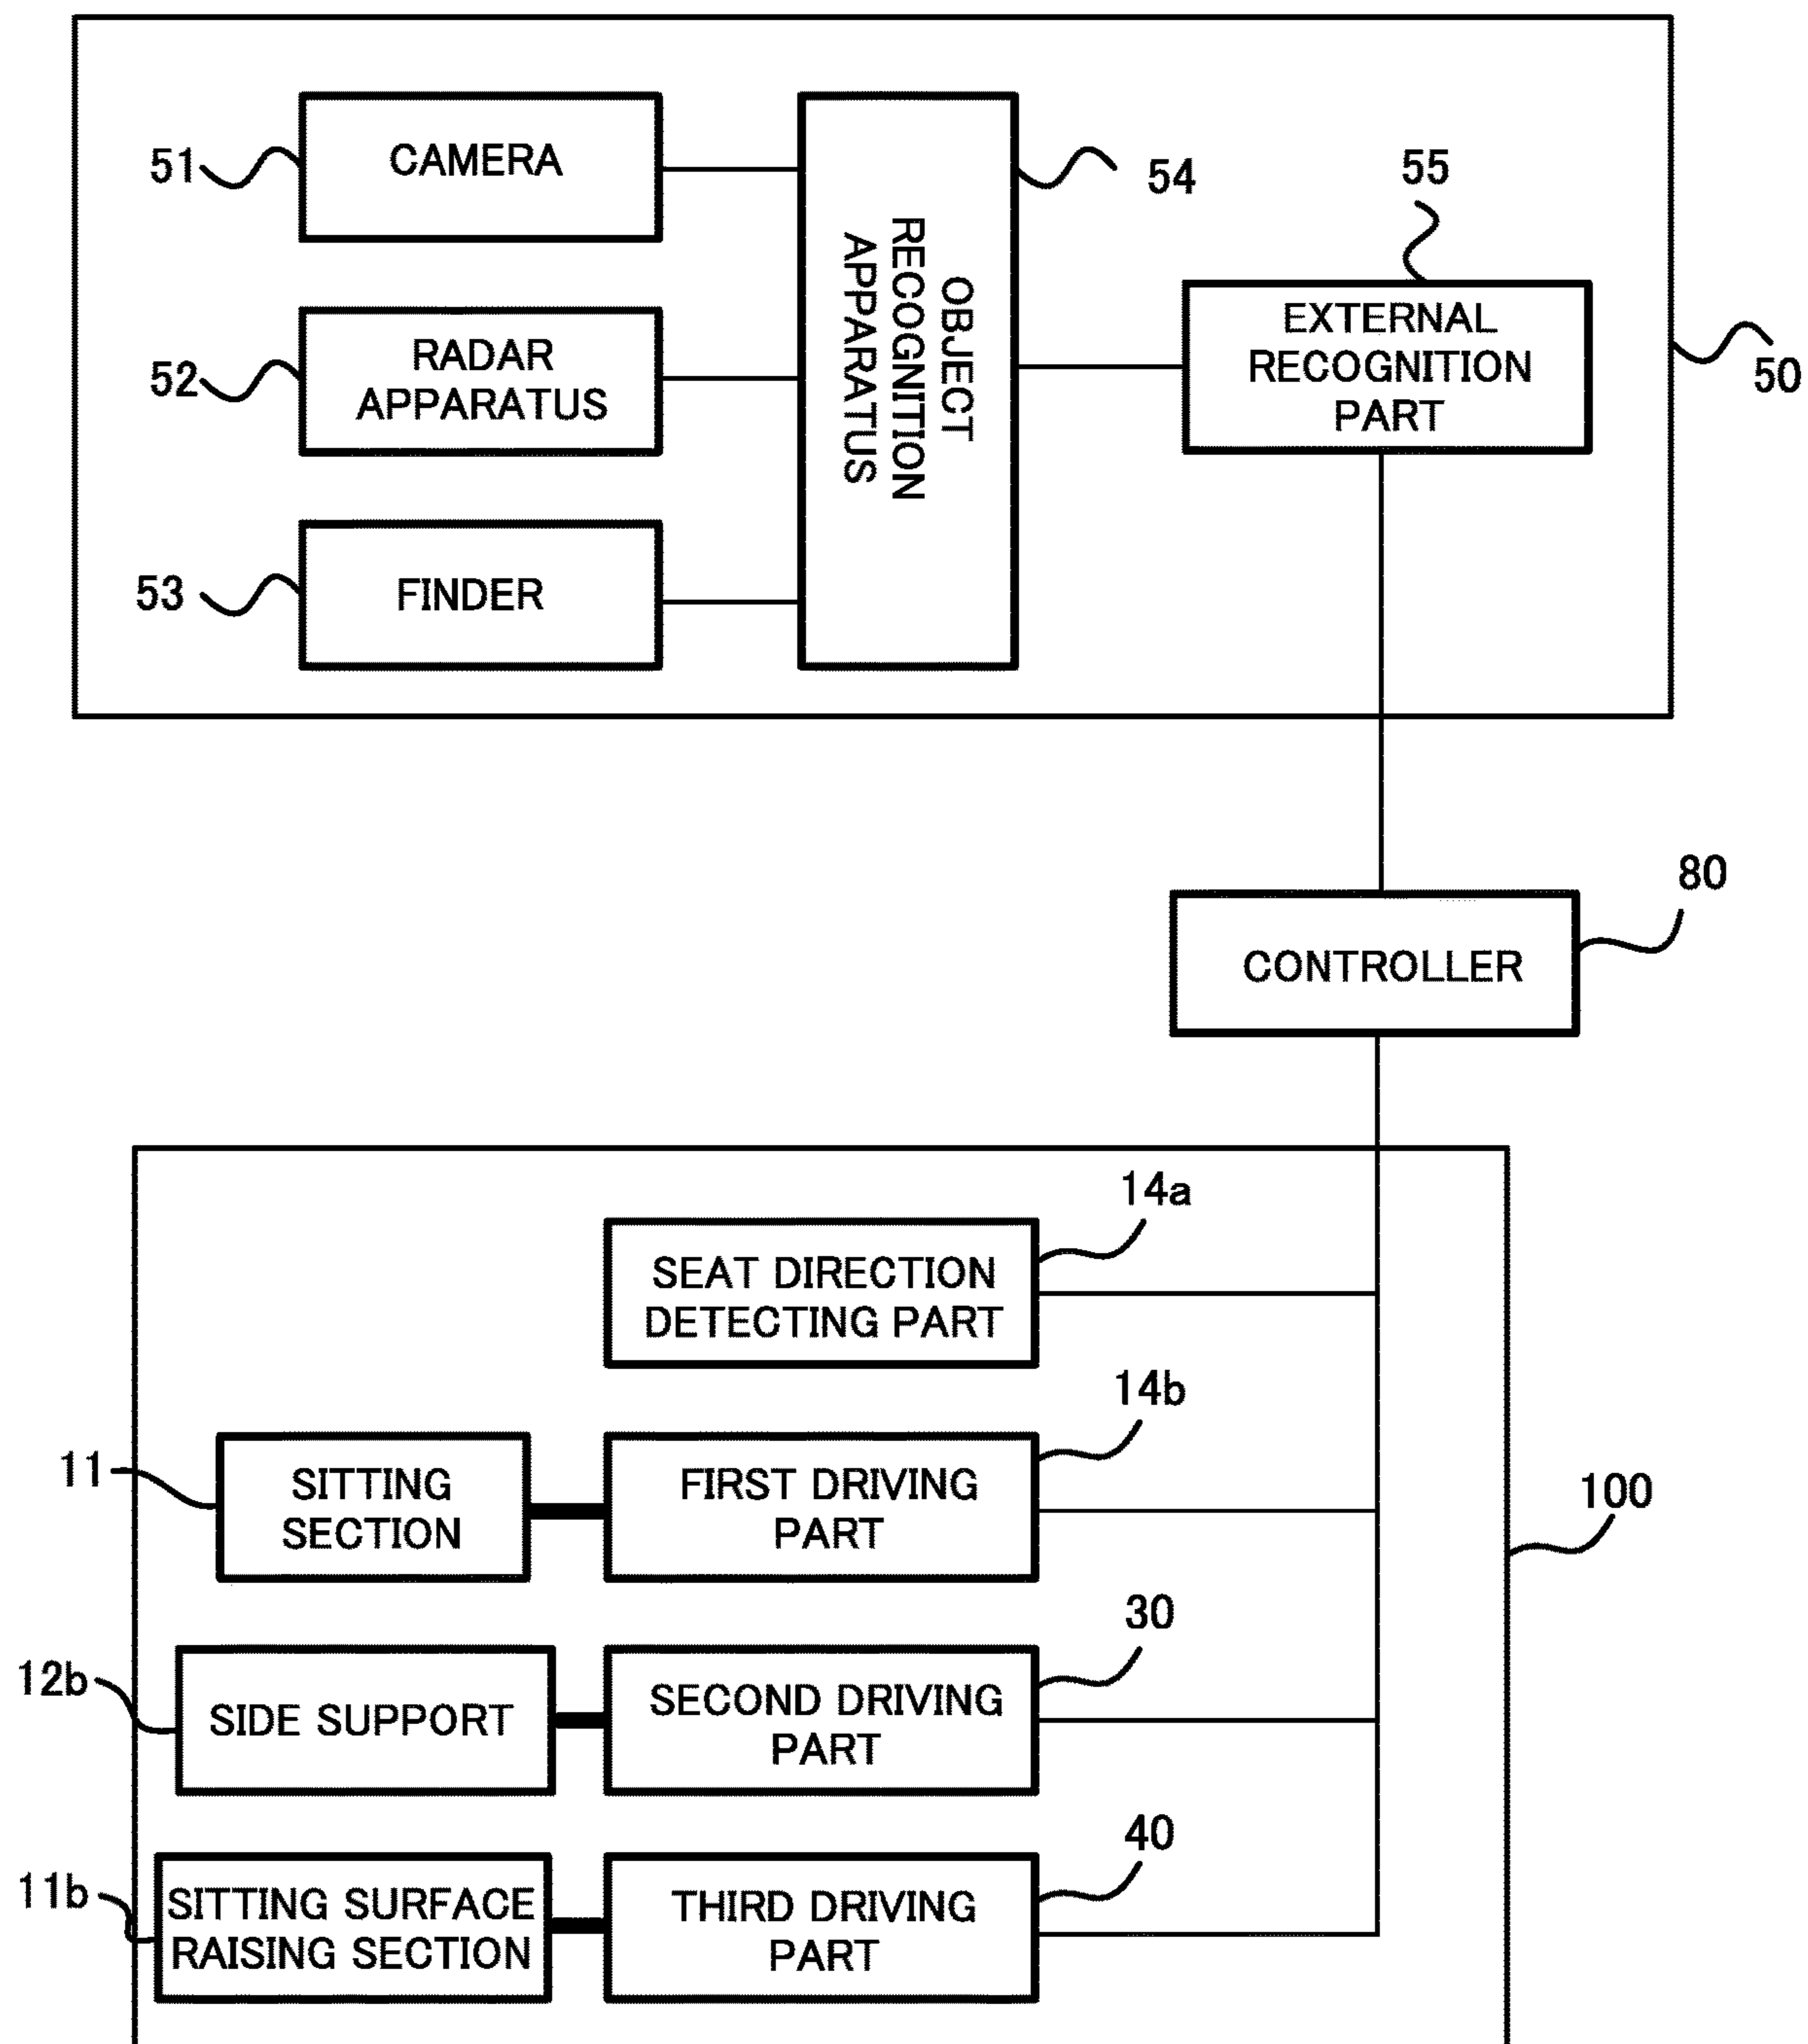 51
CAMERA
52
RADAR
APPARATUS
53
FINDER
OBJECT
RECOGNITION
APPARATUS
54
55
EXTERNAL
RECOGNITION
PART
50
80
CONTROLLER
14a
SEAT DIRECTION
DETECTING PART
14b
11
SITTING
SECTION
FIRST DRIVING
PART
100
30
12b
SIDE SUPPORT
SECOND DRIVING
PART
40
11b
SITTING SURFACE
RAISING SECTION
THIRD DRIVING
PART